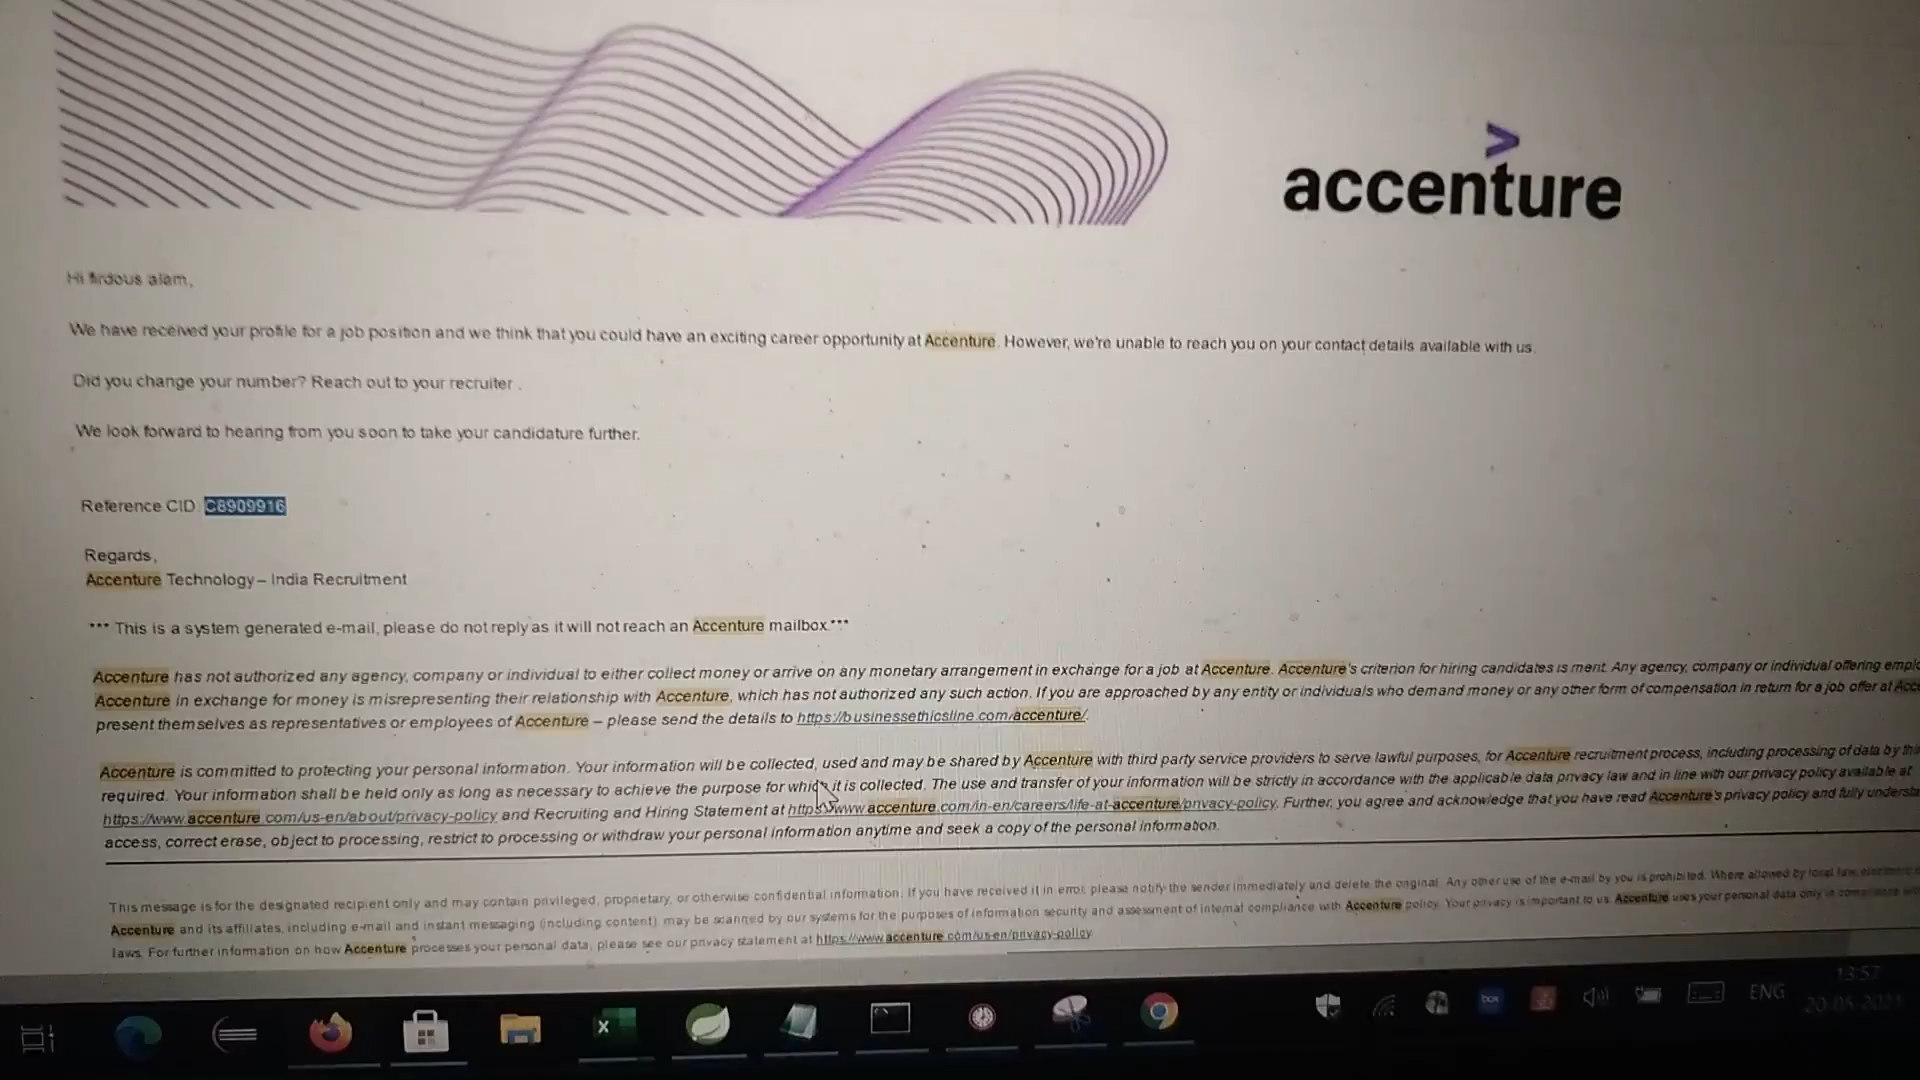 >
accenture
Hi firdous alam,
We have received your profile for a job position and we think that you could have an exciting career opportunity at Accenture. However, we're unable to reach you on your contact details available with us.
Did you change your number? Reach out to your recruiter .
We look forward to hearing from you soon to take your candidature further.
Reference CID C8909916
Regards,
Accenture Technology – India Recruitment
*** This is a system generated e-mail, please do not reply as it will not reach an Accenture mailbox.***
Accenture has not authorized any agency, company or individual to either collect money or arrive on any monetary arrangement in exchange for a job at Accenture. Accenture's criterion for hiring candidates is merit. Any agency, company or individual offering
Accenture in exchange for money is misrepresenting their relationship with Accenture, which has not authorized any such action. If you are approached by any entity or individuals who demand money or any other form of compensation in return for a job offer at
present themselves as representatives or employees of Accenture – please send the details to https://businessethicsline.com/accenture/.
Accenture is committed to protecting your personal information. Your information will be collected, used and may be shared by Accenture with third party service providers to serve lawful purposes, for Accenture recruitment process, including processing of data by
required. Your information shall be held only as long as necessary to achieve the purpose for which it is collected. The use and transfer of your information will be strictly in accordance with the applicable data privacy law and in line with our privacy policy available at
https://www.accenture.com/us-en/about/privacy-policy and Recruiting and Hiring Statement at https://www.accenture.com/in-en/careers/life-at-accenture/privacy-policy. Further, you agree and acknowledge that you have read Accenture's privacy policy and fully
access, correct erase, object to processing, restrict to processing or withdraw your personal information anytime and seek a copy of the personal information.
This message is for the designated recipient only and may contain privileged, proprietary, or otherwise confidential information. If you have received it in error, please notify the sender immediately and delete the original. Any other use of the e-mail by you is prohibited. Where allowed by local law,
Accenture and its affiliates, including e-mail and instant messaging (including content), may be scanned by our systems for the purposes of information security and assessment of internal compliance with Accenture policy. Your privacy is important to us. Accenture uses your personal data only in compliance
laws. For further information on how Accenture processes your personal data, please see our privacy statement at https://www.accenture.com/us-en/privacy-policy.
box
ENG
13:57